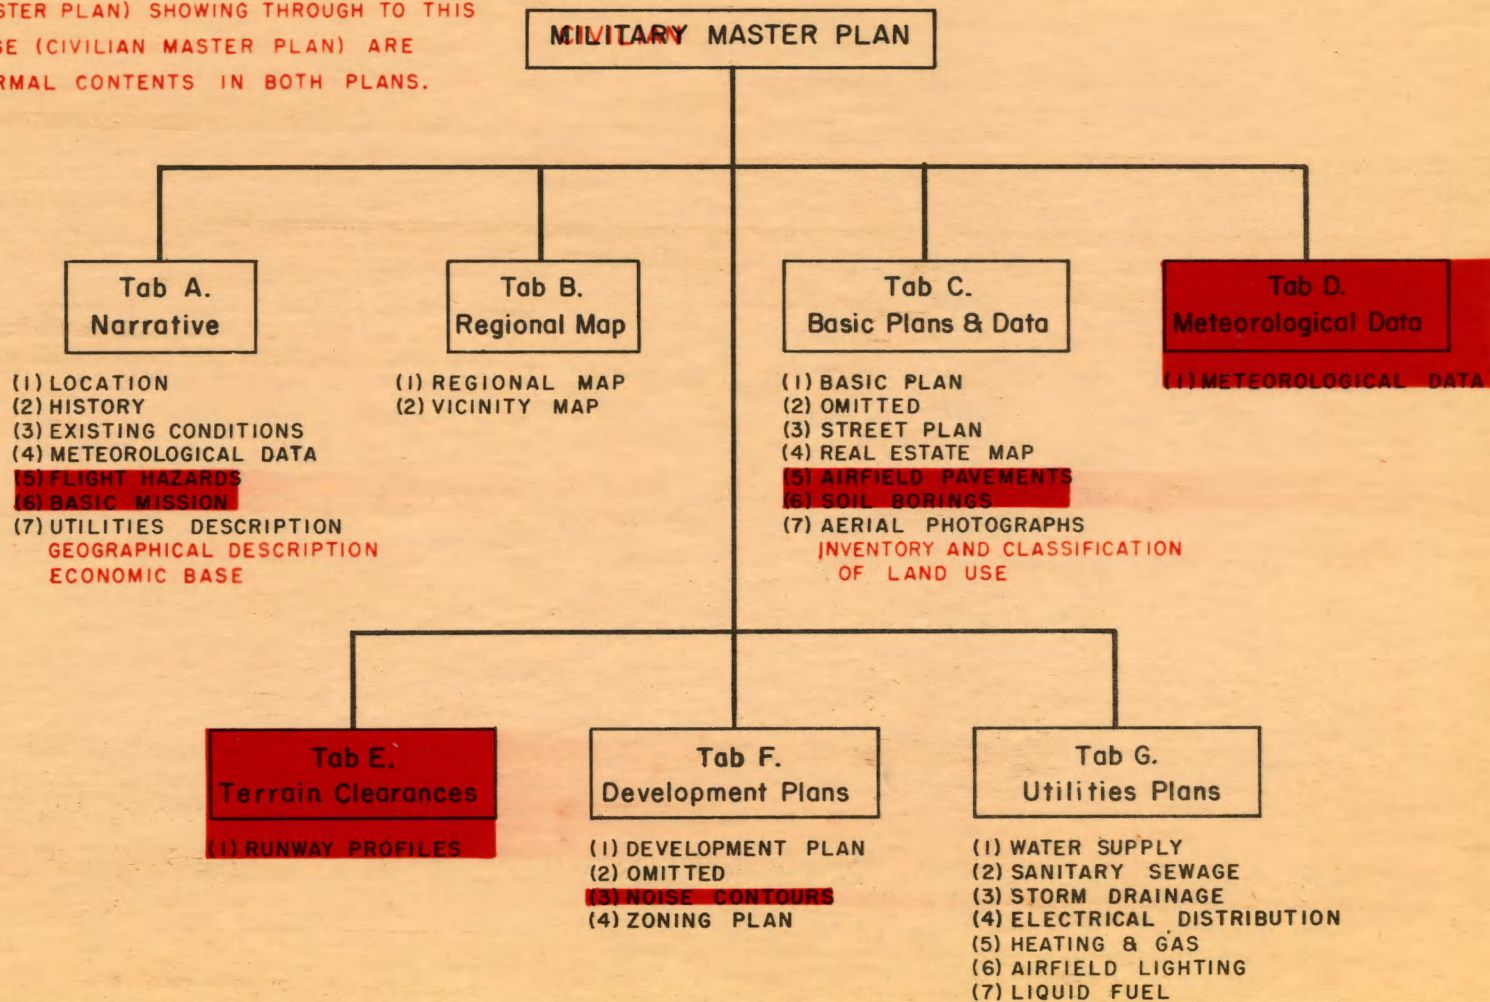 STER PLAN) SHOWING THROUGH TO THIS
GE (CIVILIAN MASTER PLAN) ARE
RMAL CONTENTS IN BOTH PLANS.
MILITARY MASTER PLAN
CIVILIAN
Tab A.
Narrative
(1) LOCATION
(2) HISTORY
(3) EXISTING CONDITIONS
(4) METEOROLOGICAL DATA
(5) FLIGHT HAZARDS
(6) BASIC MISSION
(7) UTILITIES DESCRIPTION
GEOGRAPHICAL DESCRIPTION
ECONOMIC BASE
Tab B.
Regional Map
(1) REGIONAL MAP
(2) VICINITY MAP
Tab C.
Basic Plans & Data
(1) BASIC PLAN
(2) OMITTED
(3) STREET PLAN
(4) REAL ESTATE MAP
(5) AIRFIELD PAVEMENTS
(6) SOIL BORINGS
(7) AERIAL PHOTOGRAPHS
INVENTORY AND CLASSIFICATION
OF LAND USE
Tab D.
Meteorological Data
(1) METEOROLOGICAL DATA
Tab E.
Terrain Clearances
(1) RUNWAY PROFILES
Tab F.
Development Plans
(1) DEVELOPMENT PLAN
(2) OMITTED
(3) NOISE CONTOURS
(4) ZONING PLAN
Tab G.
Utilities Plans
(1) WATER SUPPLY
(2) SANITARY SEWAGE
(3) STORM DRAINAGE
(4) ELECTRICAL DISTRIBUTION
(5) HEATING & GAS
(6) AIRFIELD LIGHTING
(7) LIQUID FUEL